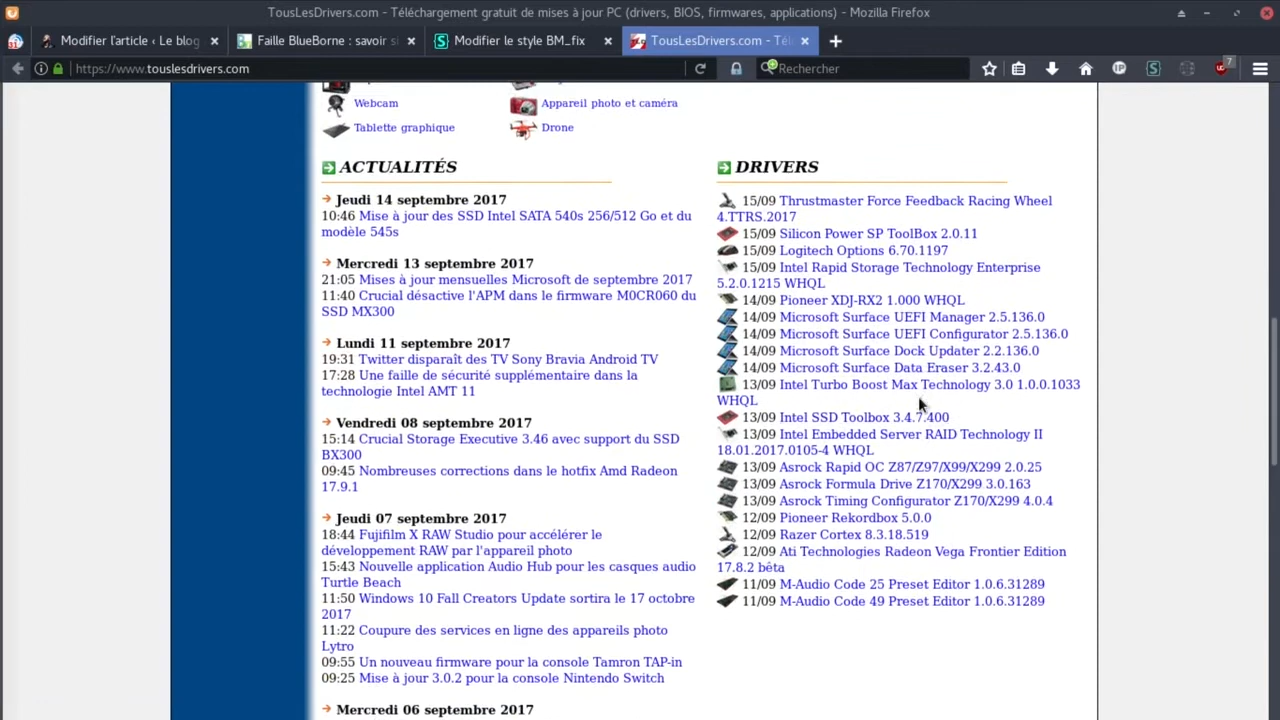 TousLesDrivers.com - Téléchargement gratuit de mises à jour PC (drivers, BIOS, firmwares, applications) - Mozilla Firefox
31
Modifier l'article ‹ Le blog
Faille BlueBorne : savoir si
Modifier le style BM_fix
TousLesDrivers.com - Tél
https://www.touslesdrivers.com
Rechercher
IP
S
7
Webcam
Appareil photo et caméra
Tablette graphique
Drone
ACTUALITÉS
Jeudi 14 septembre 2017
10:46 Mise à jour des SSD Intel SATA 540s 256/512 Go et du
modèle 545s
Mercredi 13 septembre 2017
21:05 Mises à jour mensuelles Microsoft de septembre 2017
11:40 Crucial désactive l'APM dans le firmware M0CR060 du
SSD MX300
Lundi 11 septembre 2017
19:31 Twitter disparaît des TV Sony Bravia Android TV
17:28 Une faille de sécurité supplémentaire dans la
technologie Intel AMT 11
Vendredi 08 septembre 2017
15:14 Crucial Storage Executive 3.46 avec support du SSD
BX300
09:45 Nombreuses corrections dans le hotfix Amd Radeon
17.9.1
Jeudi 07 septembre 2017
18:44 Fujifilm X RAW Studio pour accélérer le
développement RAW par l'appareil photo
15:43 Nouvelle application Audio Hub pour les casques audio
Turtle Beach
11:50 Windows 10 Fall Creators Update sortira le 17 octobre
2017
11:22 Coupure des services en ligne des appareils photo
Lytro
09:55 Un nouveau firmware pour la console Tamron TAP-in
09:25 Mise à jour 3.0.2 pour la console Nintendo Switch
Mercredi 06 septembre 2017
DRIVERS
15/09 Thrustmaster Force Feedback Racing Wheel
4.TTRS.2017
15/09 Silicon Power SP ToolBox 2.0.11
15/09 Logitech Options 6.70.1197
15/09 Intel Rapid Storage Technology Enterprise
5.2.0.1215 WHQL
14/09 Pioneer XDJ-RX2 1.000 WHQL
14/09 Microsoft Surface UEFI Manager 2.5.136.0
14/09 Microsoft Surface UEFI Configurator 2.5.136.0
14/09 Microsoft Surface Dock Updater 2.2.136.0
14/09 Microsoft Surface Data Eraser 3.2.43.0
13/09 Intel Turbo Boost Max Technology 3.0 1.0.0.1033
WHQL
13/09 Intel SSD Toolbox 3.4.7.400
13/09 Intel Embedded Server RAID Technology II
18.01.2017.0105-4 WHQL
13/09 Asrock Rapid OC Z87/Z97/X99/X299 2.0.25
13/09 Asrock Formula Drive Z170/X299 3.0.163
13/09 Asrock Timing Configurator Z170/X299 4.0.4
12/09 Pioneer Rekordbox 5.0.0
12/09 Razer Cortex 8.3.18.519
12/09 Ati Technologies Radeon Vega Frontier Edition
17.8.2 bêta
11/09 M-Audio Code 25 Preset Editor 1.0.6.31289
11/09 M-Audio Code 49 Preset Editor 1.0.6.31289